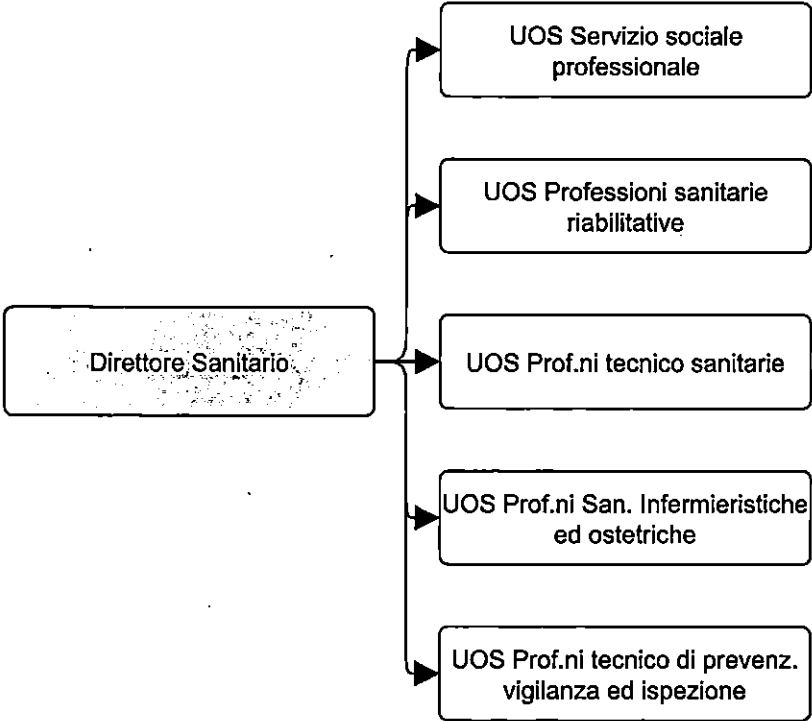 UOS Servizio sociale
professionale
UOS Professioni sanitarie
riabilitative
Direttore Sanitario
UOS Prof.ni tecnico sanitarie
UOS Prof.ni San. Infermieristiche
ed ostetriche
UOS Prof.ni tecnico di prevenz.
vigilanza ed ispezione